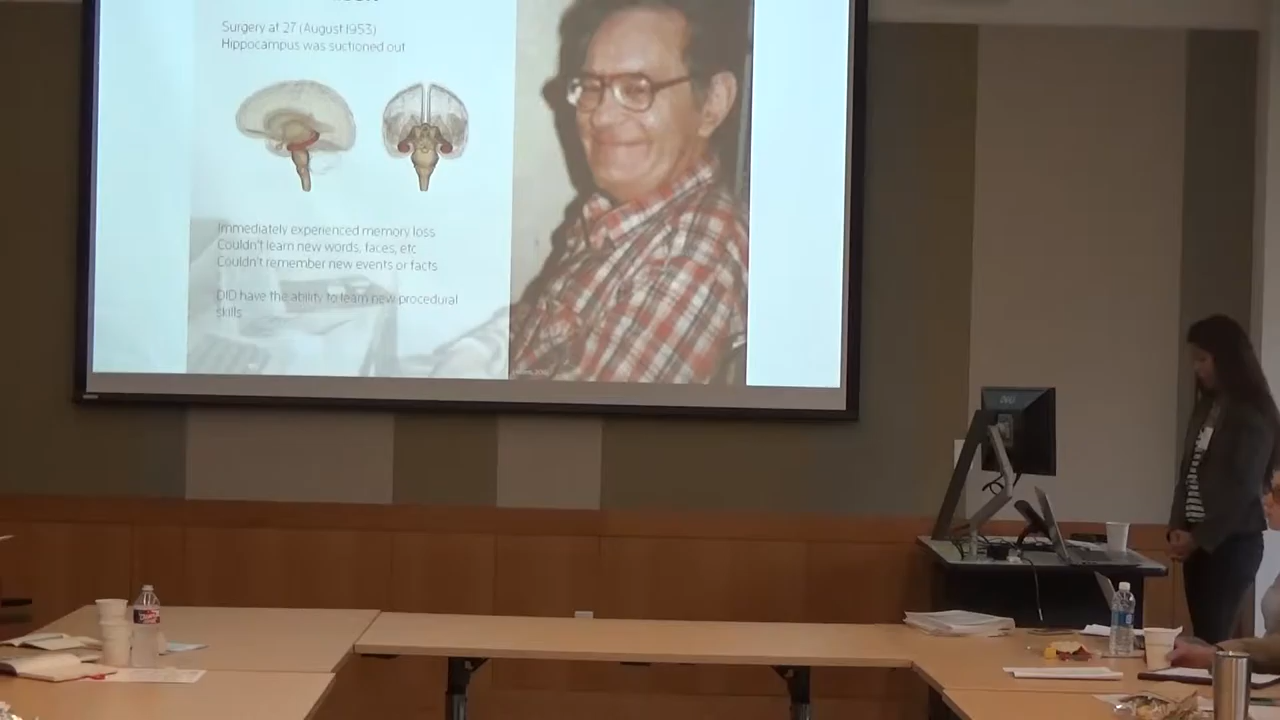 Surgery at 27 (August 1953)
Hippocampus was suctioned out
Immediately experienced memory loss
Couldn't learn new words, faces, etc
Couldn't remember new events or facts
DID have the ability to learn new procedural
skills